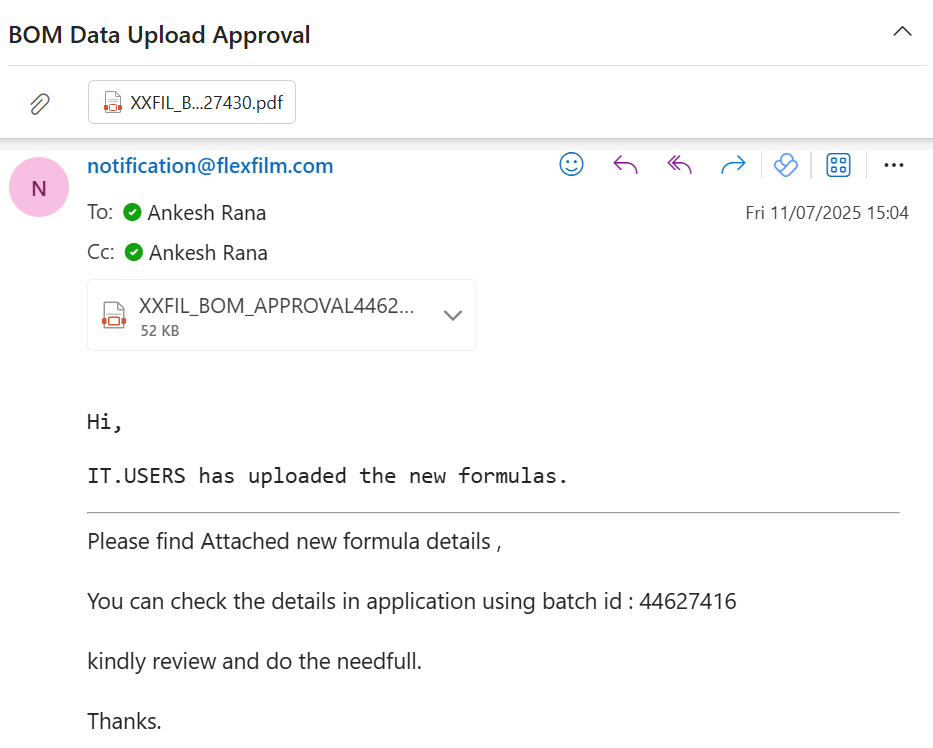 BOM Data Upload Approval
XXFIL_B...27430.pdf
N
notification@flexfilm.com
To: Ankesh Rana
Fri 11/07/2025 15:04
Cc: Ankesh Rana
XXFIL_BOM_APPROVAL4462...
52 KB
Hi,
IT.USERS has uploaded the new formulas.
Please find Attached new formula details ,
You can check the details in application using batch id : 44627416
kindly review and do the needfull.
Thanks.